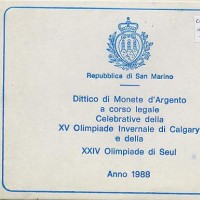 Repubblica di San Marino
Dittico di Monete d'Argento
a corso legale
Celebrative della
XV Olimpiade Invernale di Calgary
e della
XXIV Olimpiade di Seul
Anno 1988